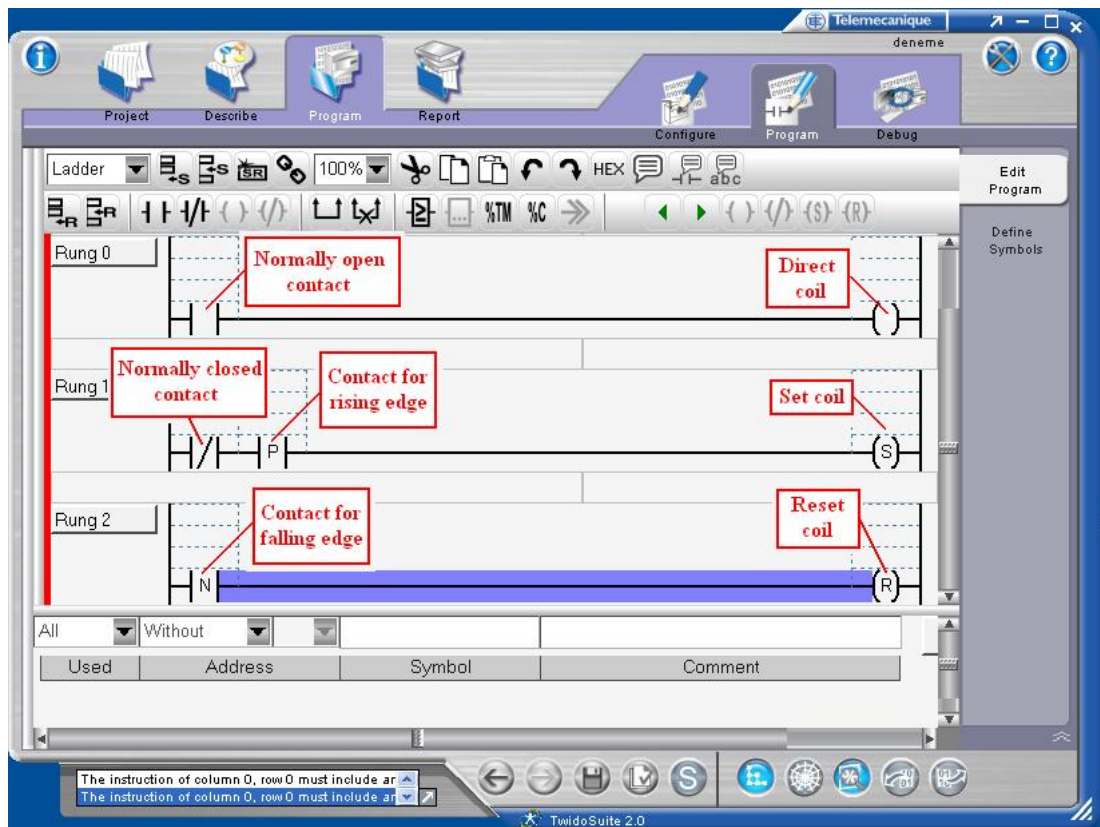 Telemecanique
deneme
Project
Describe
Program
Report
Configure
Program
Debug
Ladder
100%
HEX
abc
%TM
%C
(S)
(R)
Edit
Program
Define
Symbols
Rung 0
Normally open
contact
Direct
coil
Rung 1
Normally closed
contact
Contact for
rising edge
Set coil
P
S
Rung 2
Contact for
falling edge
Reset
coil
N
R
All
Without
Used
Address
Symbol
Comment
The instruction of column 0, row 0 must include ar
The instruction of column 0, row 0 must include ar
S
TwidoSuite 2.0